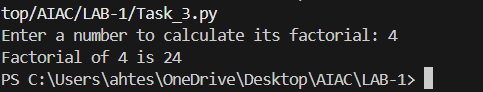 top/AIAC/LAB-1/Task_3.py
Enter a number to calculate its factorial: 4
Factorial of 4 is 24
PS C:\Users\ahtes\OneDrive\Desktop\AIAC\LAB-1>